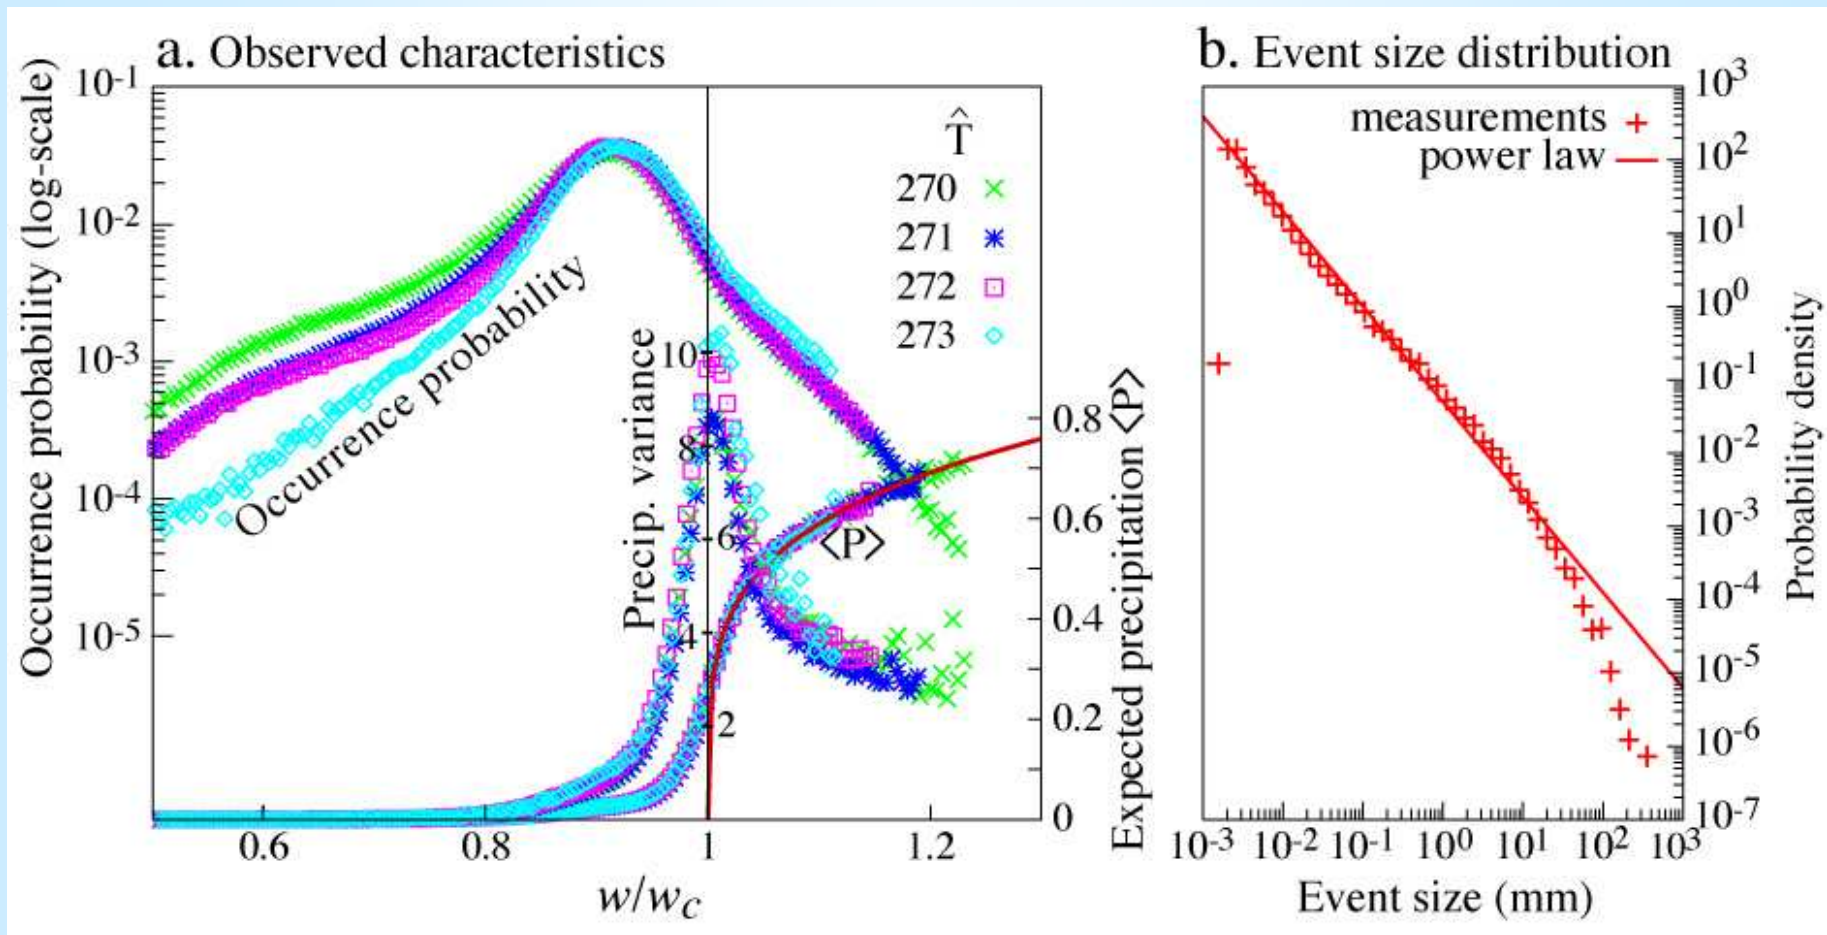 a. Observed characteristics
Occurrence probability (log-scale)
10⁻¹
10⁻²
10⁻³
10⁻⁴
10⁻⁵
T̂
270
271
272
273
Occurrence probability
Precip. variance
10
8
6
4
2
⟨P⟩
0.8
0.6
0.4
0.2
0
Expected precipitation ⟨P⟩
0.6
0.8
1
1.2
w/w_c
b. Event size distribution
measurements
power law
10³
10²
10¹
10⁰
10⁻¹
10⁻²
10⁻³
10⁻⁴
10⁻⁵
10⁻⁶
10⁻⁷
Probability density
10⁻³ 10⁻² 10⁻¹ 10⁰ 10¹ 10² 10³
Event size (mm)